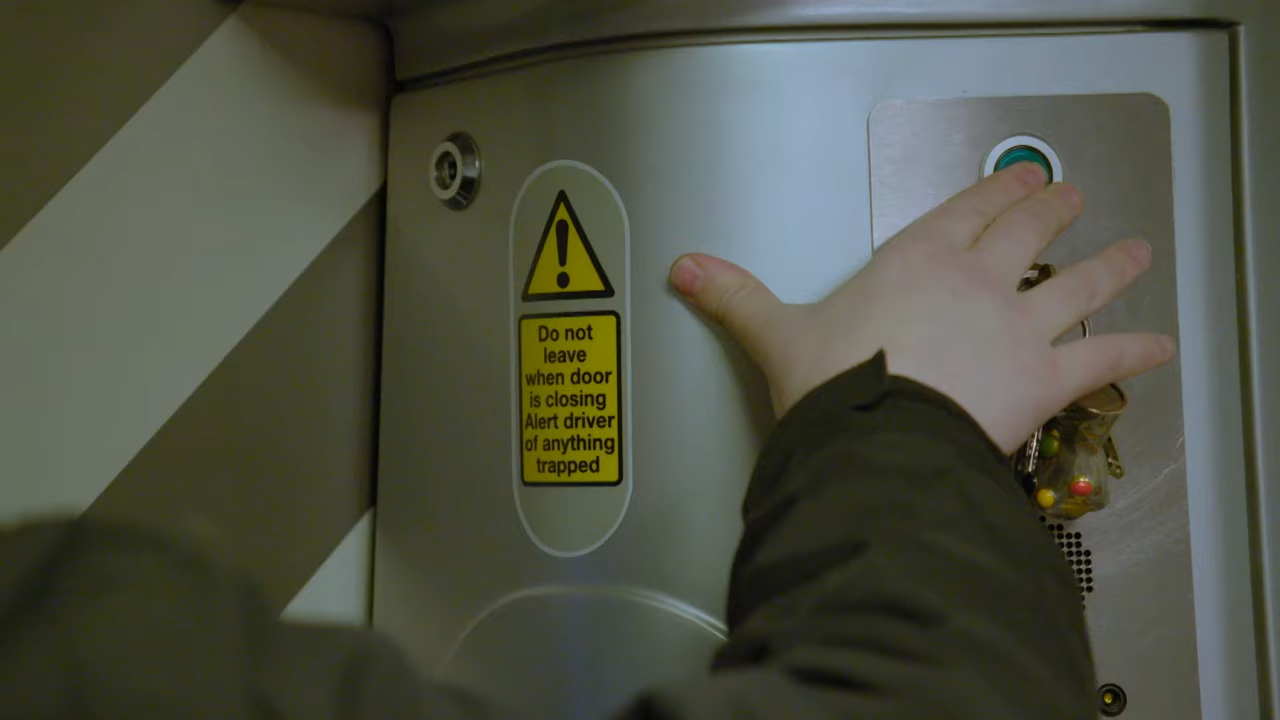 Do not
leave
when door
is closing
Alert driver
of anything
trapped